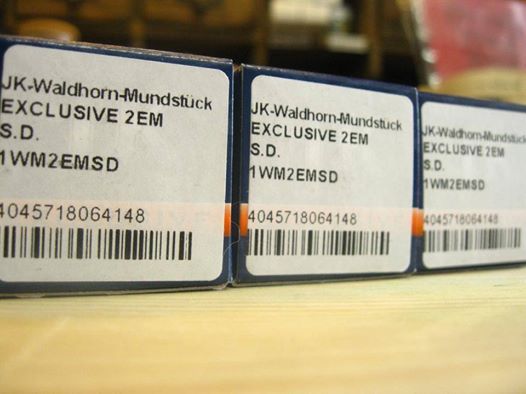 JK-Waldhorn-Mundstück
EXCLUSIVE 2EM
S.D.
1WM2EMSD
4045718064148
JK-Waldhorn-Mundstück
EXCLUSIVE 2EM
S.D.
1WM2EMSD
4045718064148
JK-Waldhorn-Mundstück
EXCLUSIVE 2EM
S.D.
1WM2EMSD
4045718064148